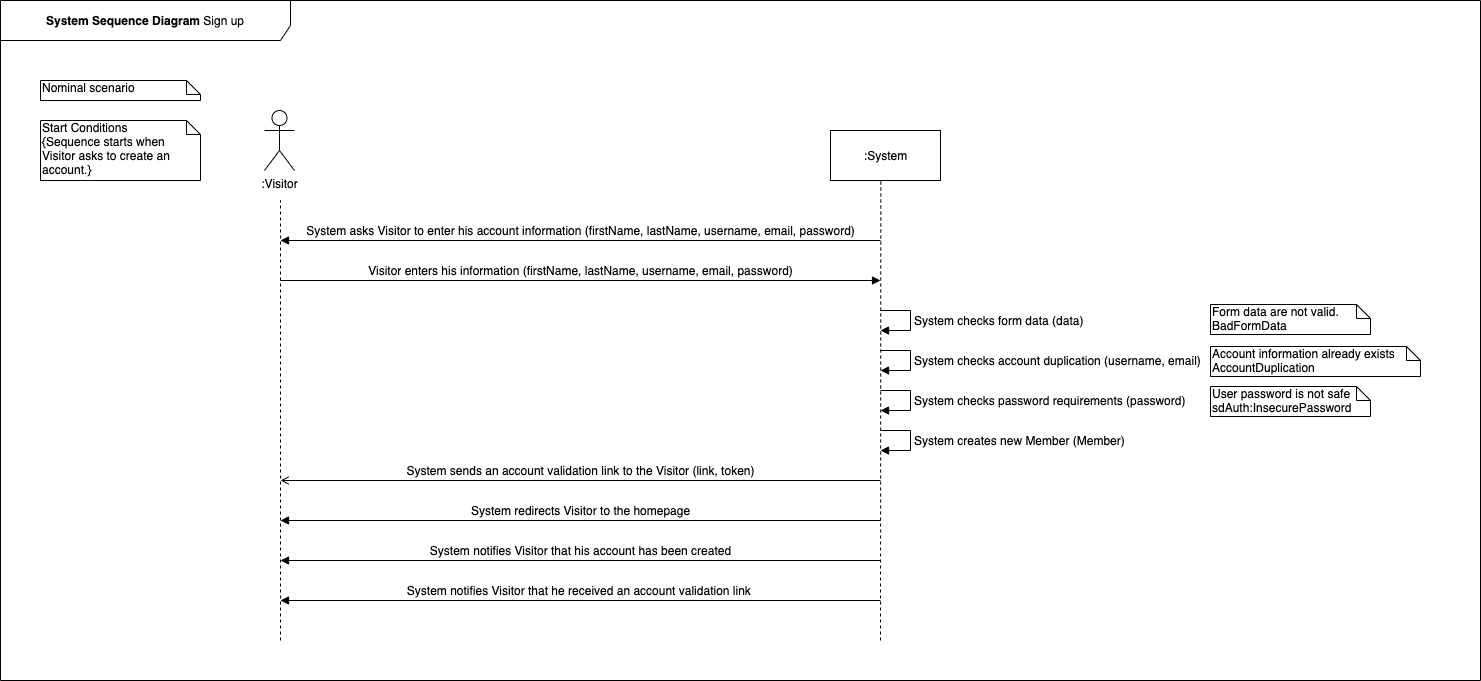 System Sequence Diagram Sign up
Nominal scenario
Start Conditions
{Sequence starts when
Visitor asks to create an
account.}
:Visitor
:System
System asks Visitor to enter his account information (firstName, lastName, username, email, password)
Visitor enters his information (firstName, lastName, username, email, password)
System checks form data (data)
Form data are not valid.
BadFormData
System checks account duplication (username, email)
Account information already exists
AccountDuplication
System checks password requirements (password)
User password is not safe
sdAuth:InsecurePassword
System creates new Member (Member)
System sends an account validation link to the Visitor (link, token)
System redirects Visitor to the homepage
System notifies Visitor that his account has been created
System notifies Visitor that he received an account validation link